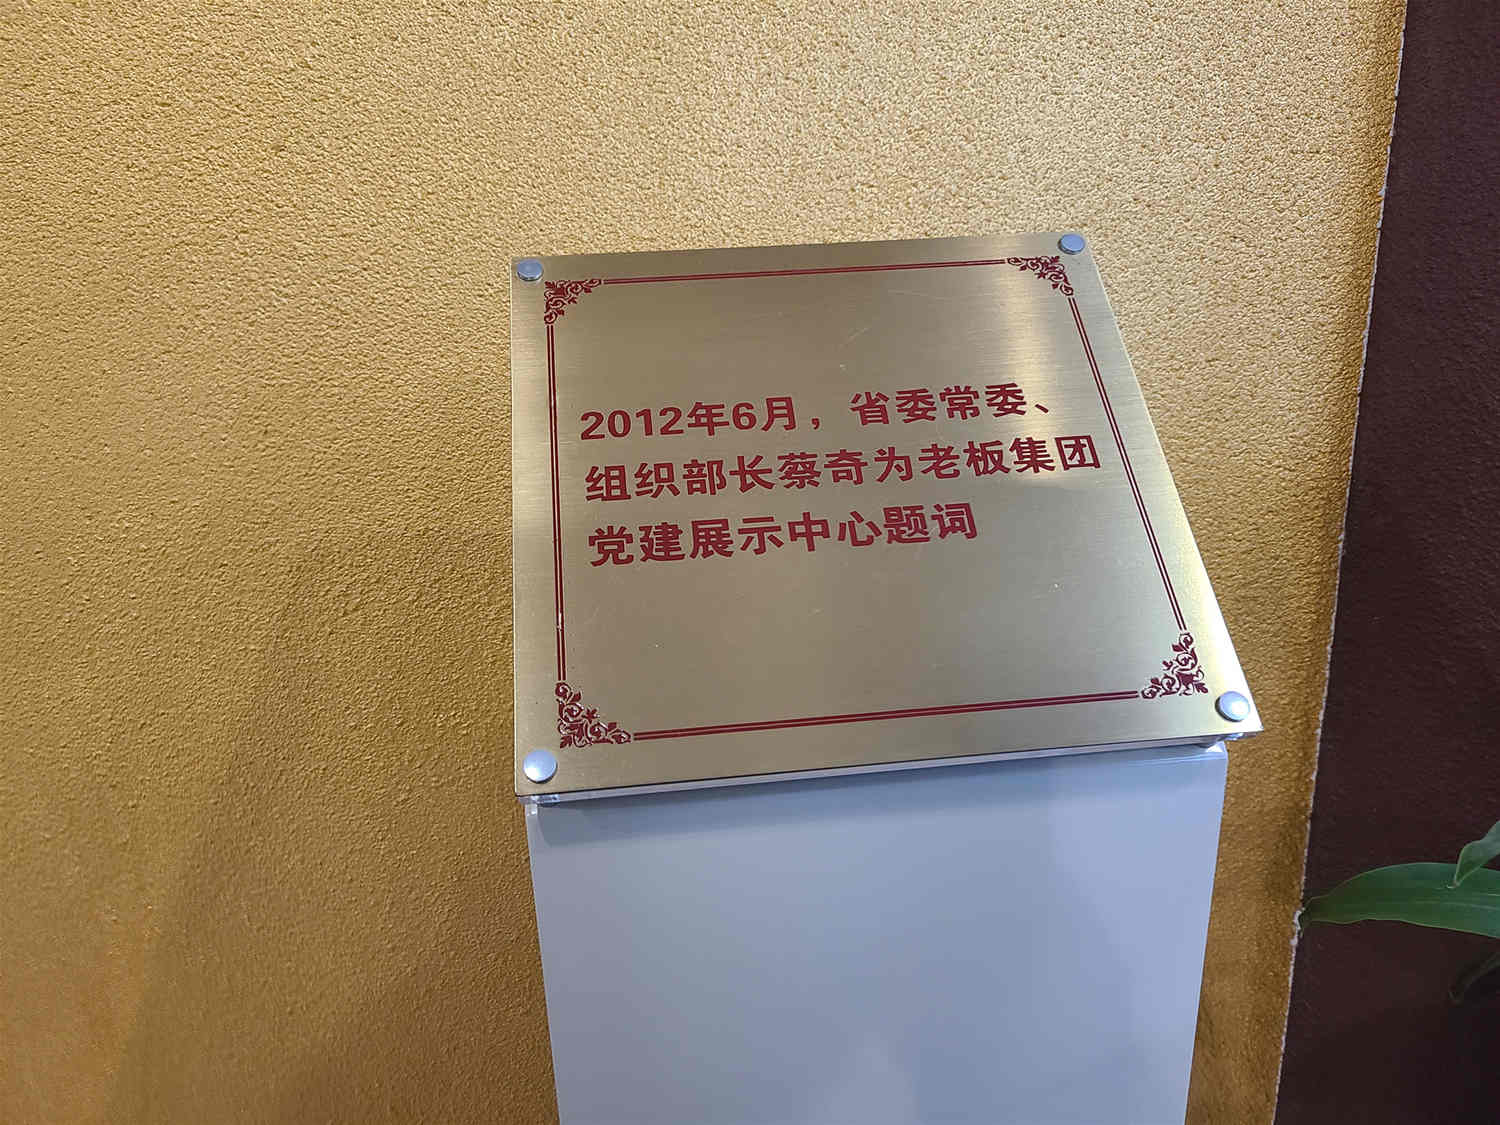 2012年6月，省委常委、
组织部长蔡奇为老板集团
党建展示中心题词